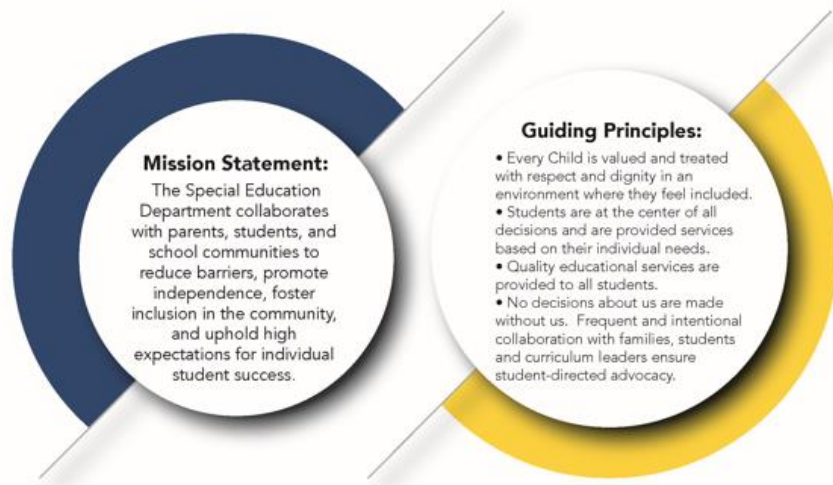 Mission Statement:
The Special Education
Department collaborates
with parents, students, and
school communities to
reduce barriers, promote
independence, foster
inclusion in the community,
and uphold high
expectations for individual
student success.
Guiding Principles:
• Every Child is valued and treated
with respect and dignity in an
environment where they feel included.
• Students are at the center of all
decisions and are provided services
based on their individual needs.
• Quality educational services are
provided to all students.
• No decisions about us are made
without us.  Frequent and intentional
collaboration with families, students
and curriculum leaders ensure
student-directed advocacy.